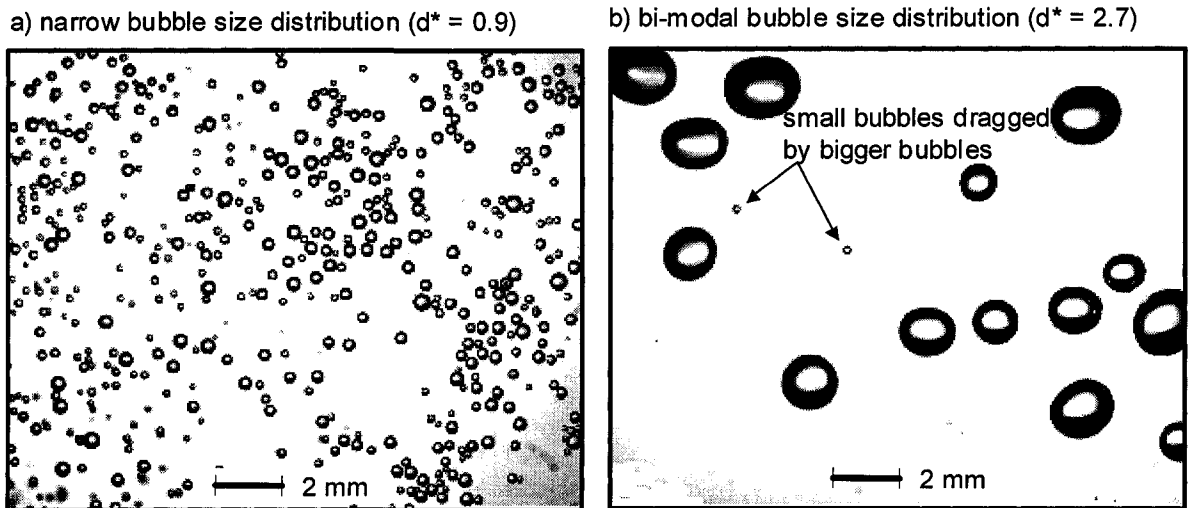 a) narrow bubble size distribution (d* = 0.9)
b) bi-modal bubble size distribution (d* = 2.7)
small bubbles dragged
by bigger bubbles
2 mm
2 mm